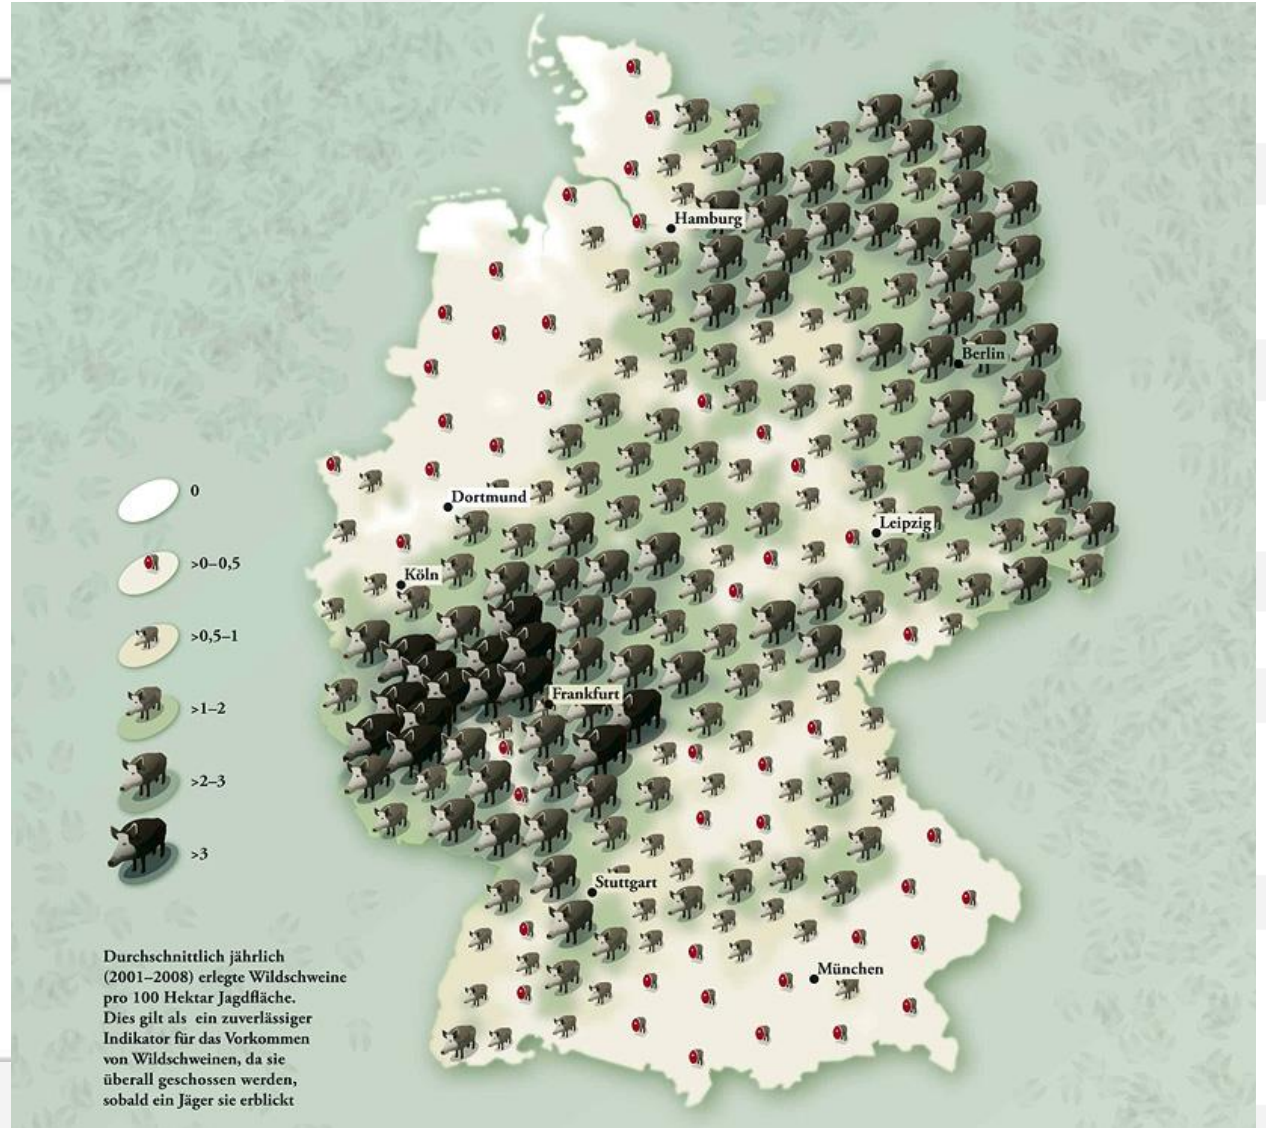 Hamburg
Berlin
Dortmund
Leipzig
Köln
Frankfurt
Stuttgart
München
0
>0–0,5
>0,5–1
>1–2
>2–3
>3
Durchschnittlich jährlich
(2001–2008) erlegte Wildschweine
pro 100 Hektar Jagdfläche.
Dies gilt als ein zuverlässiger
Indikator für das Vorkommen
von Wildschweinen, da sie
überall geschossen werden,
sobald ein Jäger sie erblickt